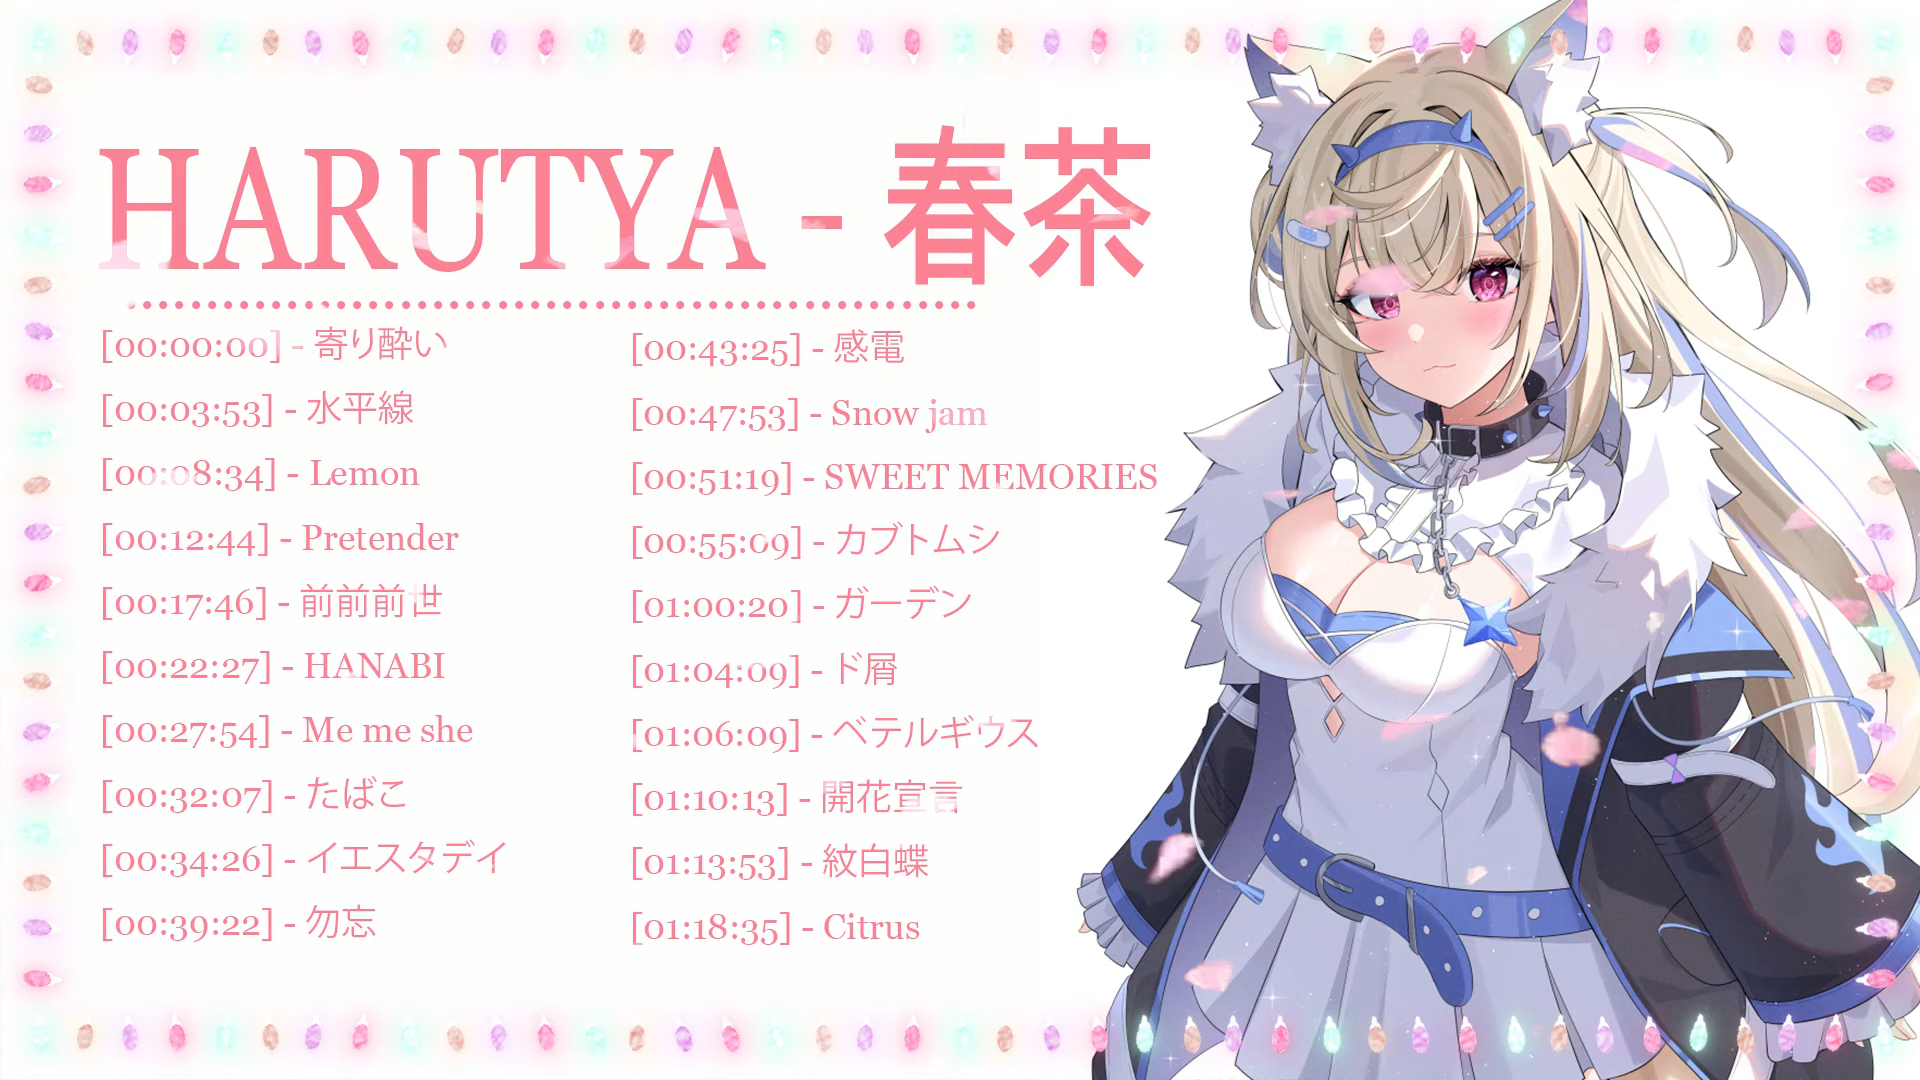 HARUTYA - 春茶
[00:00:00] - 寄り酔い
[00:03:53] - 水平線
[00:08:34] - Lemon
[00:12:44] - Pretender
[00:17:46] - 前前前世
[00:22:27] - HANABI
[00:27:54] - Me me she
[00:32:07] - たばこ
[00:34:26] - イエスタデイ
[00:39:22] - 勿忘
[00:43:25] - 感電
[00:47:53] - Snow jam
[00:51:19] - SWEET MEMORIES
[00:55:09] - カブトムシ
[01:00:20] - ガーデン
[01:04:09] - ド屑
[01:06:09] - ベテルギウス
[01:10:13] - 開花宣言
[01:13:53] - 紋白蝶
[01:18:35] - Citrus